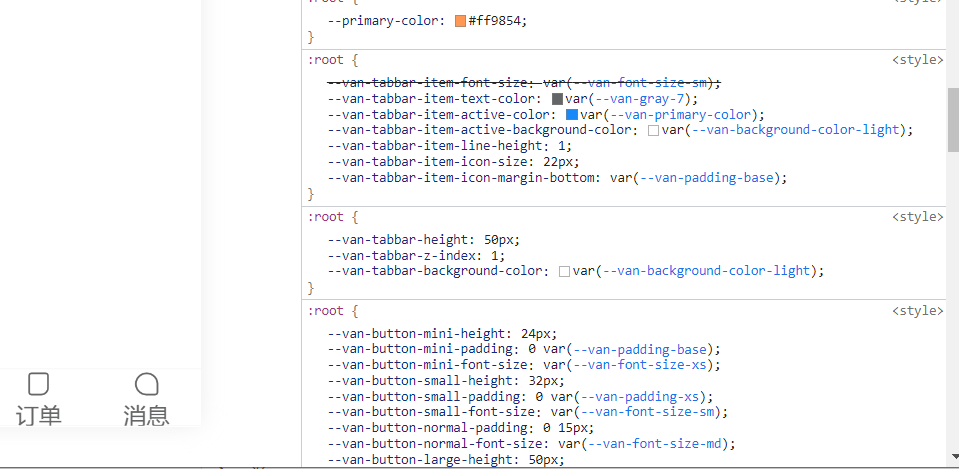 --primary-color: #ff9854;
}
:root {
<style>
--van-tabbar-item-font-size: var(--van-font-size-sm);
--van-tabbar-item-text-color: var(--van-gray-7);
--van-tabbar-item-active-color: var(--van-primary-color);
--van-tabbar-item-active-background-color: var(--van-background-color-light);
--van-tabbar-item-line-height: 1;
--van-tabbar-item-icon-size: 22px;
--van-tabbar-item-icon-margin-bottom: var(--van-padding-base);
}
:root {
<style>
--van-tabbar-height: 50px;
--van-tabbar-z-index: 1;
--van-tabbar-background-color: var(--van-background-color-light);
}
:root {
<style>
--van-button-mini-height: 24px;
--van-button-mini-padding: 0 var(--van-padding-base);
--van-button-mini-font-size: var(--van-font-size-xs);
--van-button-small-height: 32px;
--van-button-small-padding: 0 var(--van-padding-xs);
--van-button-small-font-size: var(--van-font-size-sm);
--van-button-normal-padding: 0 15px;
--van-button-normal-font-size: var(--van-font-size-md);
--van-button-large-height: 50px;
订单
消息